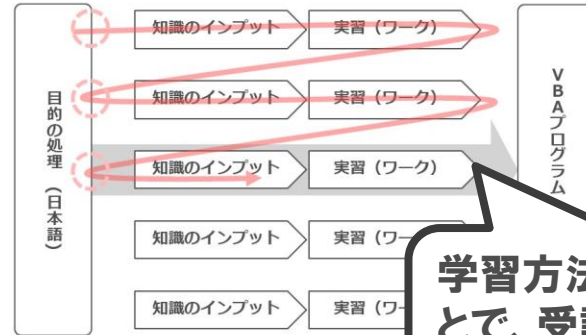 目的の処理（日本語）
知識のインプット 実習（ワーク）
知識のインプット 実習（ワーク）
知識のインプット 実習（ワーク）
知識のインプット 実習（ワー
知識のインプット 実習（ワ
VBAプログラム
学習方法
とで、受